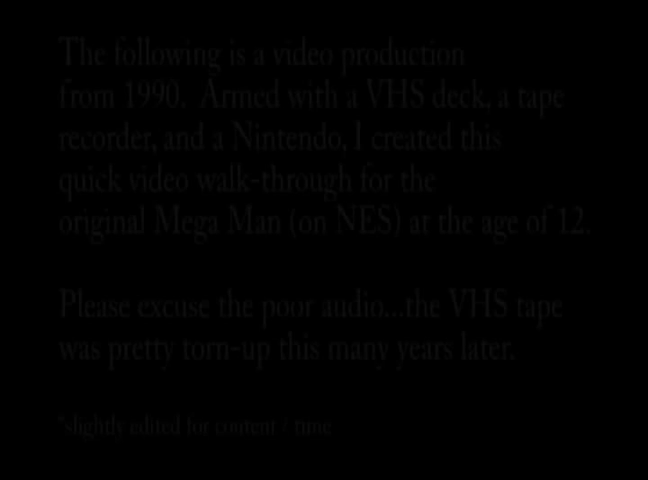 The following is a video production
from 1990.  Armed with a VHS deck, a tape
recorder, and a Nintendo, I created this
quick video walk-through for the
original Mega Man (on NES) at the age of 12.
Please excuse the poor audio...the VHS tape
was pretty torn-up this many years later.
*slightly edited for content / time